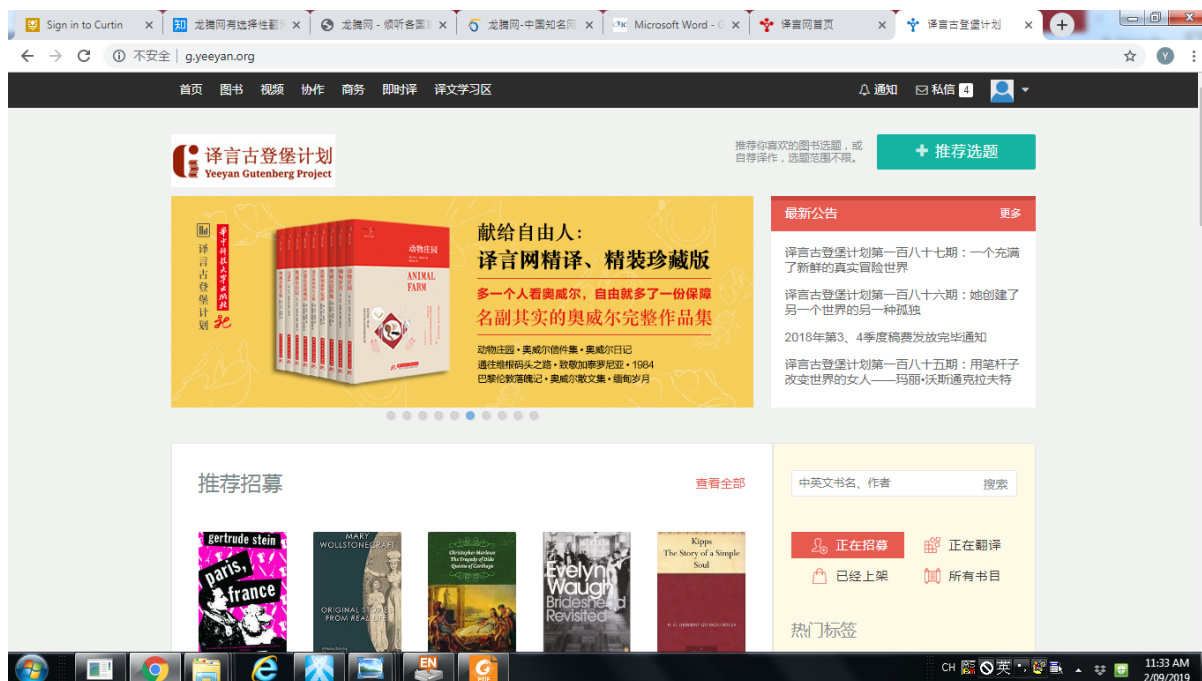 Sign in to Curtin
龙腾网有选择性翻
龙腾网 - 倾听各国
龙腾网-中国知名网
Microsoft Word - G
译言网首页
译言古登堡计划
不安全 | g.yeeyan.org
Y
首页 图书 视频 协作 商务 即时译 译文学习区
通知 私信 4
译言古登堡计划
Yeeyan Gutenberg Project
推荐你喜欢的图书选题，或
自荐译作，选题范围不限。
推荐选题
译言古登堡计划
华中科技大学出版社
动物庄园
ANIMAL
FARM
献给自由人：
译言网精译、精装珍藏版
多一个人看奥威尔，自由就多了一份保障
名副其实的奥威尔完整作品集
动物庄园・奥威尔信件集・奥威尔日记
通往维根码头之路・致敬加泰罗尼亚・1984
巴黎伦敦落魄记・奥威尔散文集・缅甸岁月
最新公告 更多
译言古登堡计划第一百八十七期：一个充满
了新鲜的真实冒险世界
译言古登堡计划第一百八十六期：她创建了
另一个世界的另一种孤独
2018年第3、4季度稿费发放完毕通知
译言古登堡计划第一百八十五期：用笔杆子
改变世界的女人——玛丽•沃斯通克拉夫特
推荐招募 查看全部
gertrude stein
paris,
france
MARY
WOLLSTONECRAFT
ORIGINAL STORIES
FROM REAL LIFE
Christopher Marlowe
The Tragedy of Dido
Queene of Carthage
Evelyn
Waugh
Brideshead
Revisited
Kipps
The Story of a Simple
Soul
H. G. (HERBERT GEORGE) WELLS
中英文书名、作者 搜索
正在招募 正在翻译
已经上架 所有书目
热门标签
EN
PDF
CH 英
11:33 AM
2/09/2019